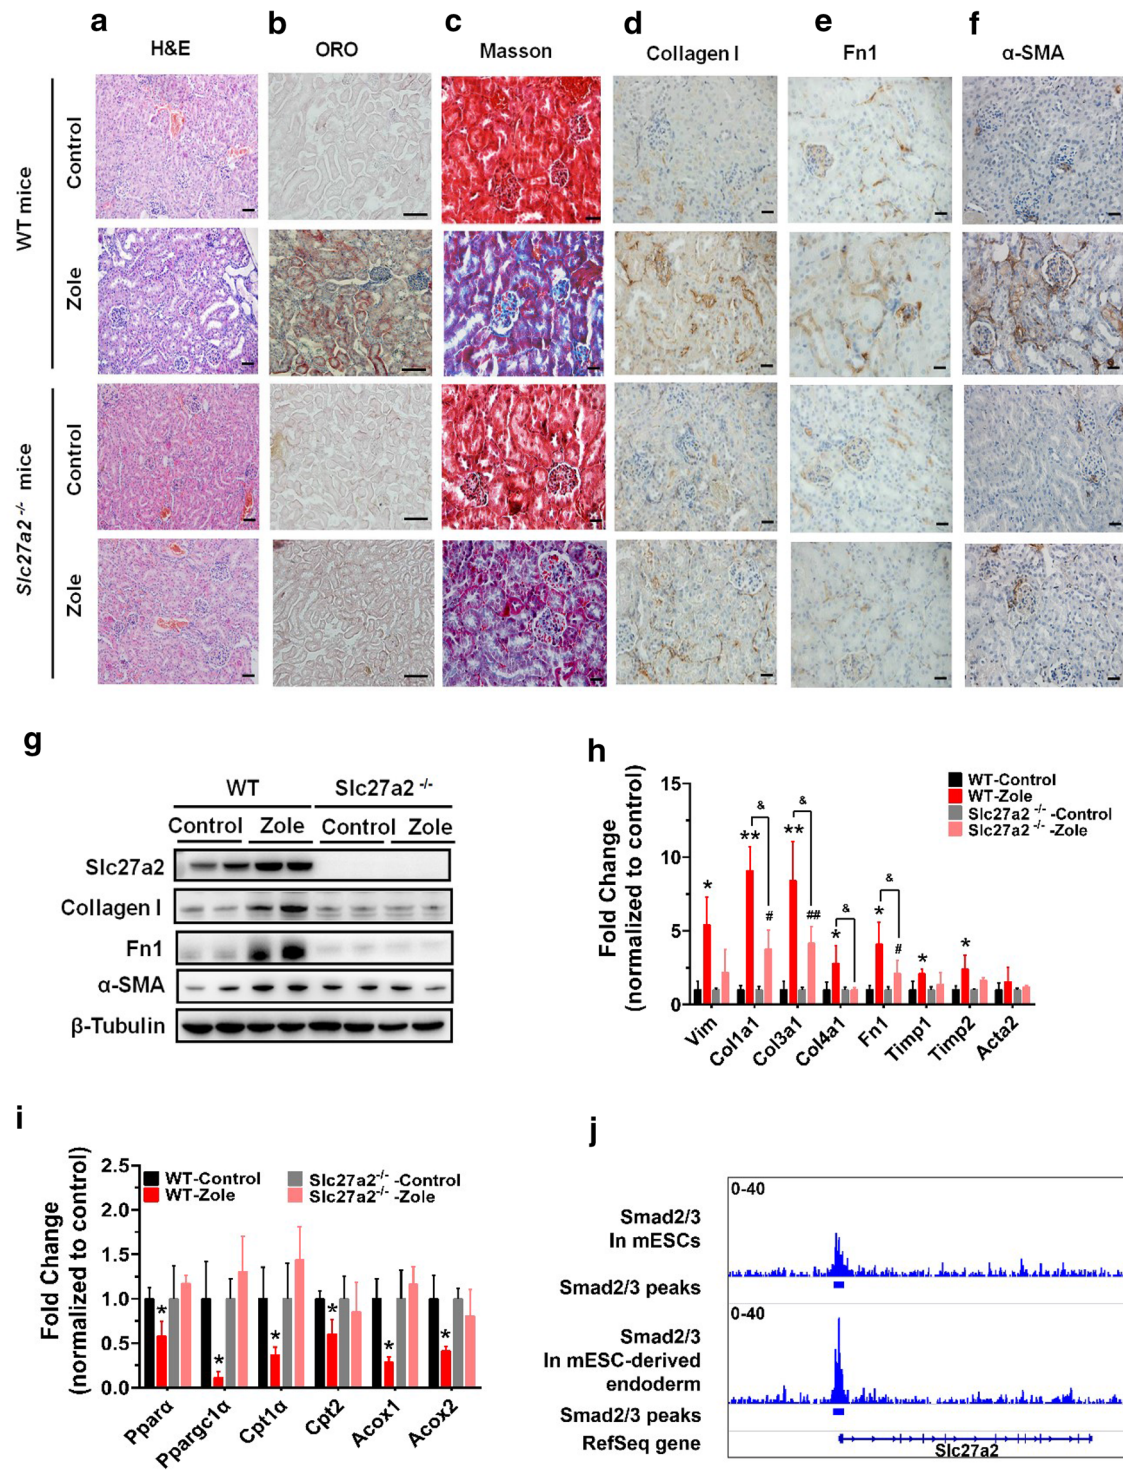 a b c d e f
H&E ORO Masson Collagen I Fn1 α-SMA
WT mice
Control
Zole
Slc27a2 -/- mice
Control
Zole
g
WT Slc27a2 -/-
Control Zole Control Zole
Slc27a2
Collagen I
Fn1
α-SMA
β-Tubulin
h
Fold Change
(normalized to control)
15
10
5
0
WT-Control
WT-Zole
Slc27a2 -/- -Control
Slc27a2 -/- -Zole
* ** & # ** & ## * & * & # * *
Vim Col1a1 Col3a1 Col4a1 Fn1 Timp1 Timp2 Acta2
i
Fold Change
(normalized to control)
2.5
2.0
1.5
1.0
0.5
0.0
WT-Control Slc27a2-/- -Control
WT-Zole Slc27a2-/- -Zole
* * * * * *
Pparα Ppargc1α Cpt1α Cpt2 Acox1 Acox2
j
0-40
Smad2/3
In mESCs
Smad2/3 peaks
0-40
Smad2/3
In mESC-derived
endoderm
Smad2/3 peaks
RefSeq gene
Slc27a2